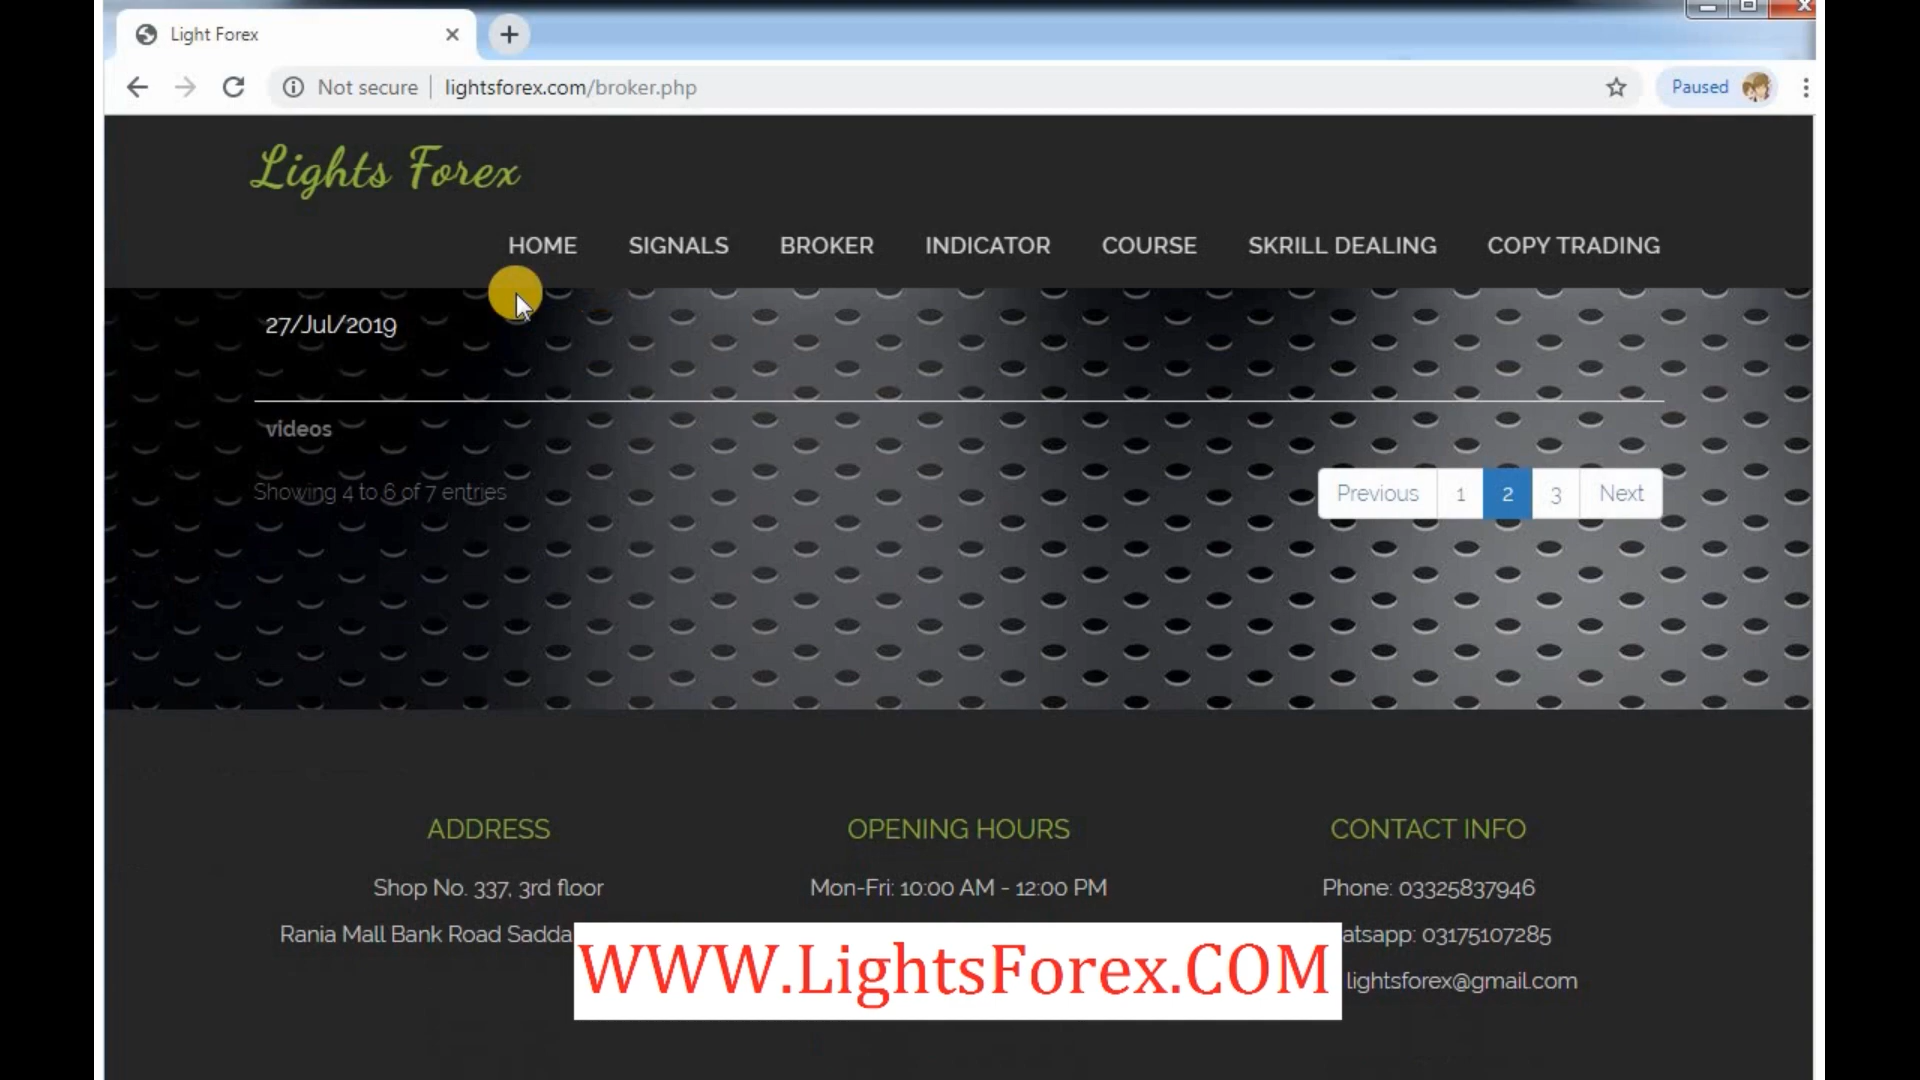 Light Forex
Not secure
lightsforex.com/broker.php
Paused
Lights Forex
HOME
SIGNALS
BROKER
INDICATOR
COURSE
SKRILL DEALING
COPY TRADING
27/Jul/2019
videos
Showing 4 to 6 of 7 entries
Previous
1
2
3
Next
ADDRESS
Shop No. 337, 3rd floor
Rania Mall Bank Road
OPENING HOURS
Mon-Fri: 10:00 AM - 12:00 PM
CONTACT INFO
Phone: 03325837946
03175107285
lightsforex@gmail.com
WWW.LightsForex.COM